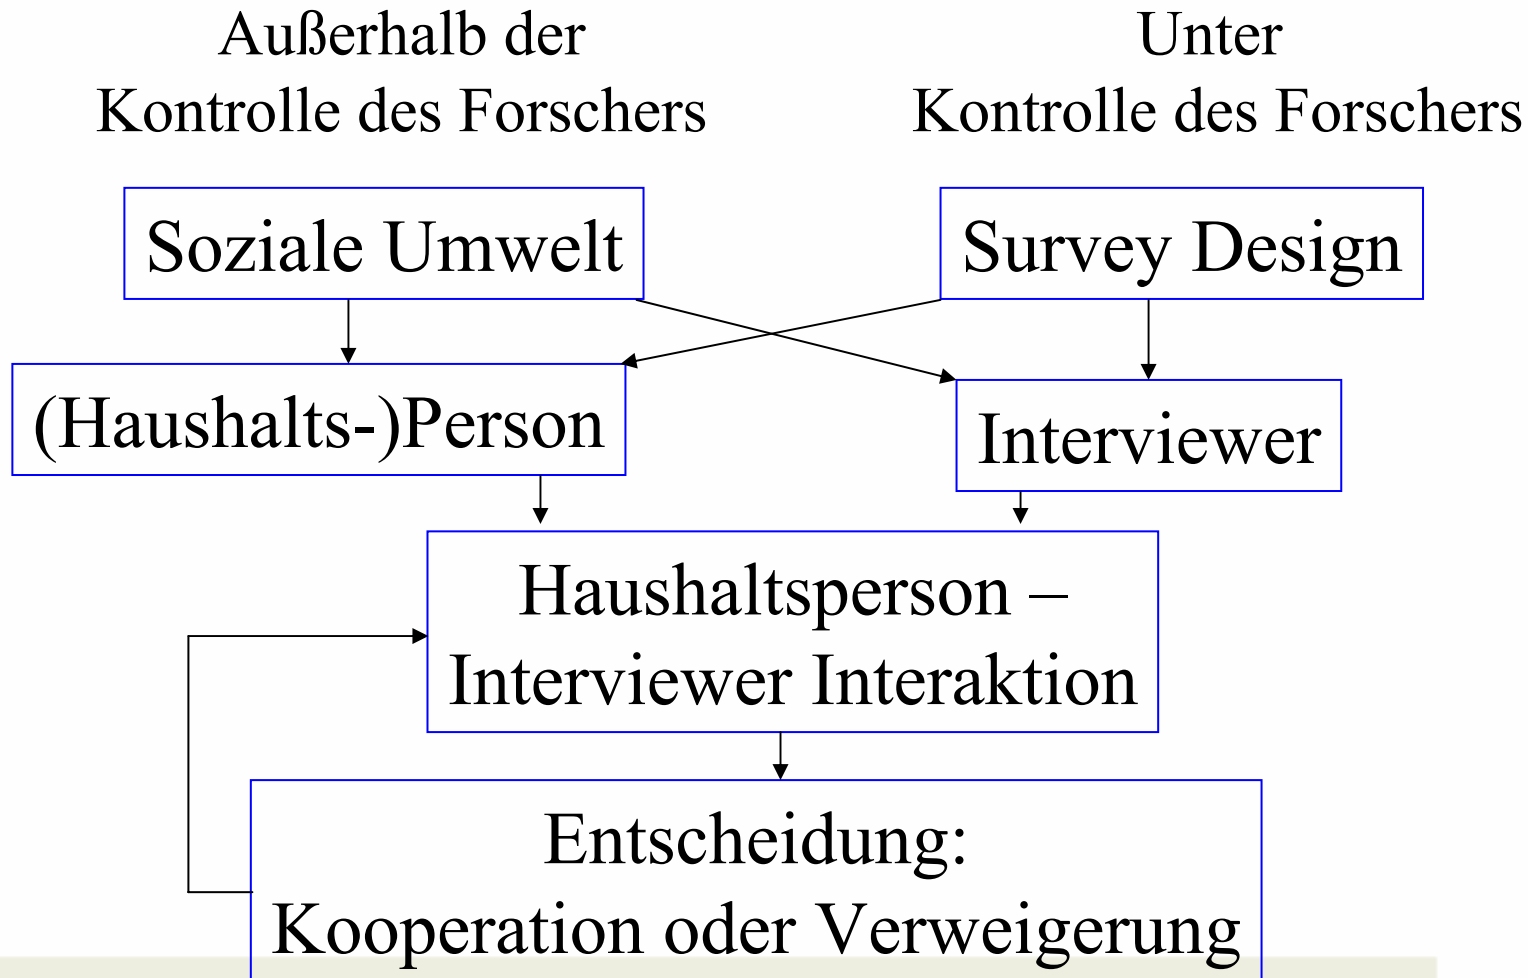 Außerhalb der
Kontrolle des Forschers
Unter
Kontrolle des Forschers
Soziale Umwelt
Survey Design
(Haushalts-)Person
Interviewer
Haushaltsperson –
Interviewer Interaktion
Entscheidung:
Kooperation oder Verweigerung